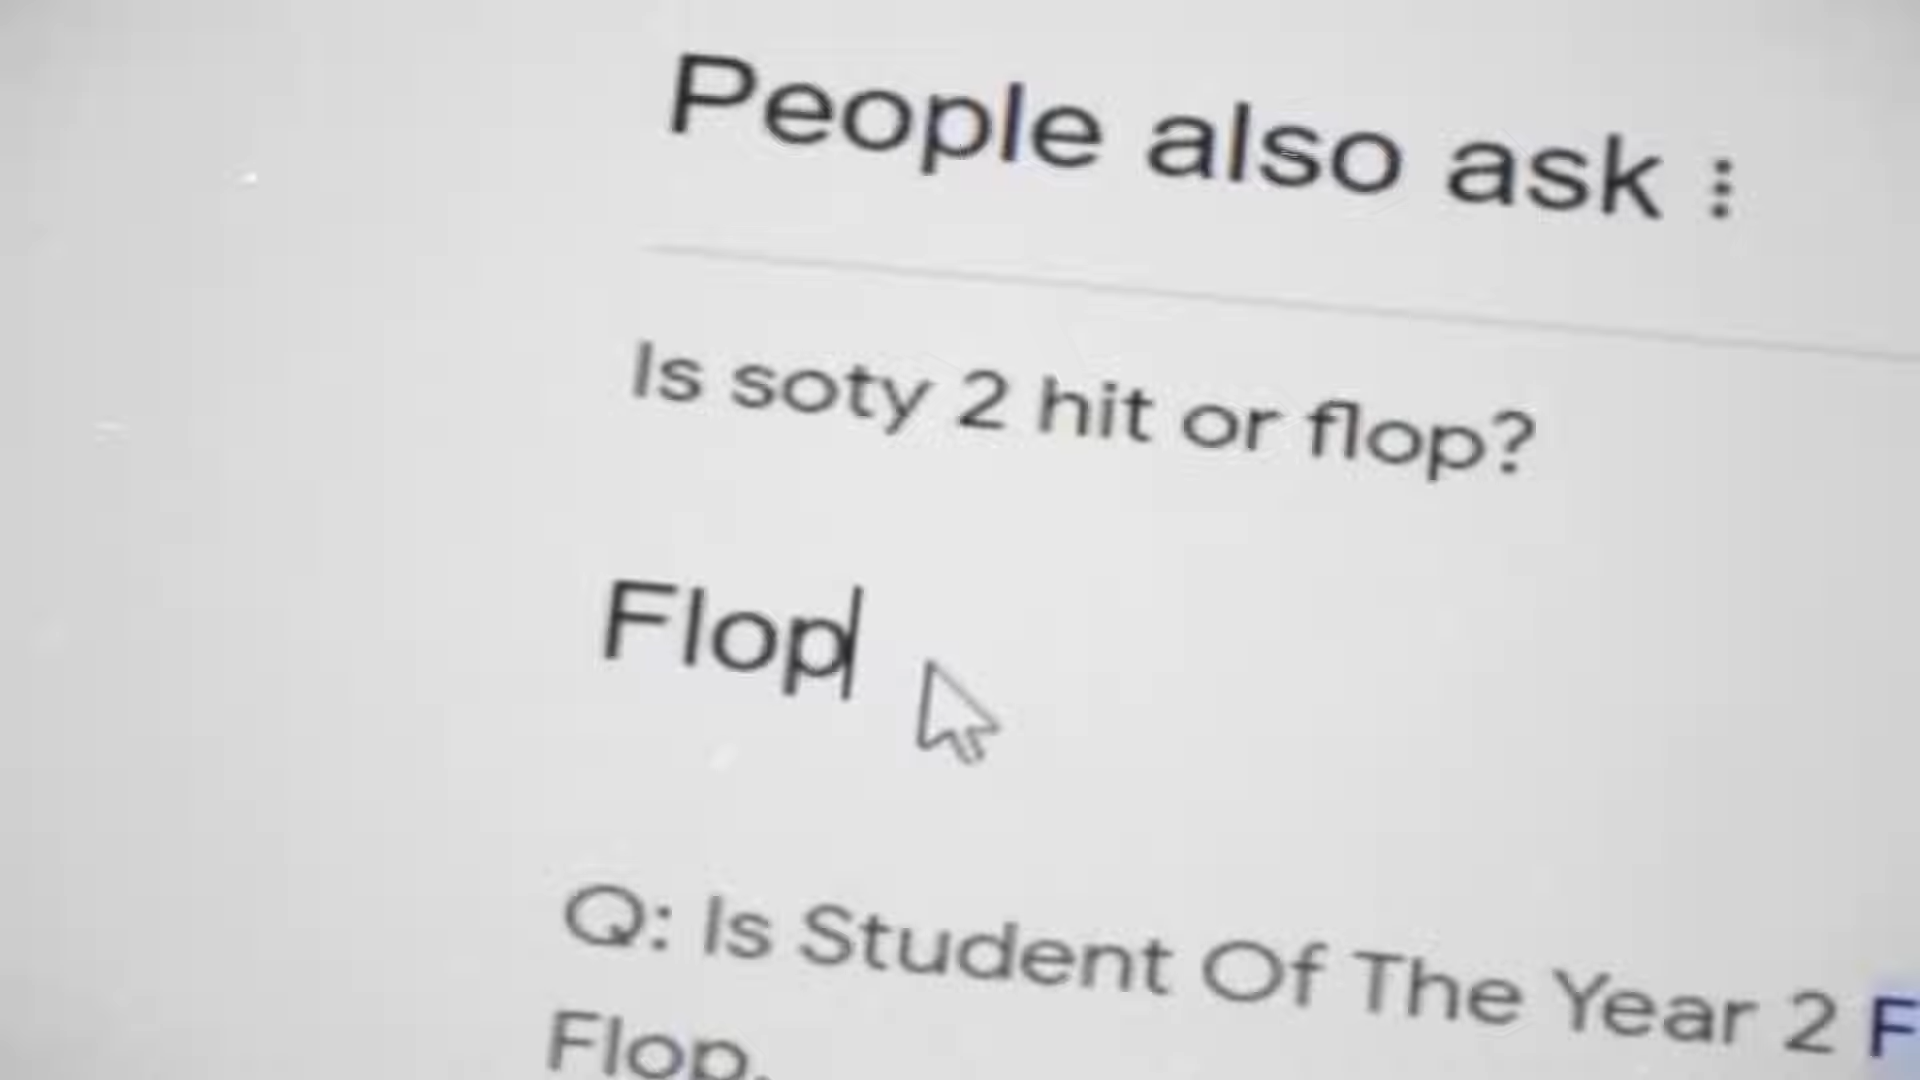 People also ask
Is soty 2 hit or flop?
Flop
Q: Is Student Of The Year 2 F
Flop.